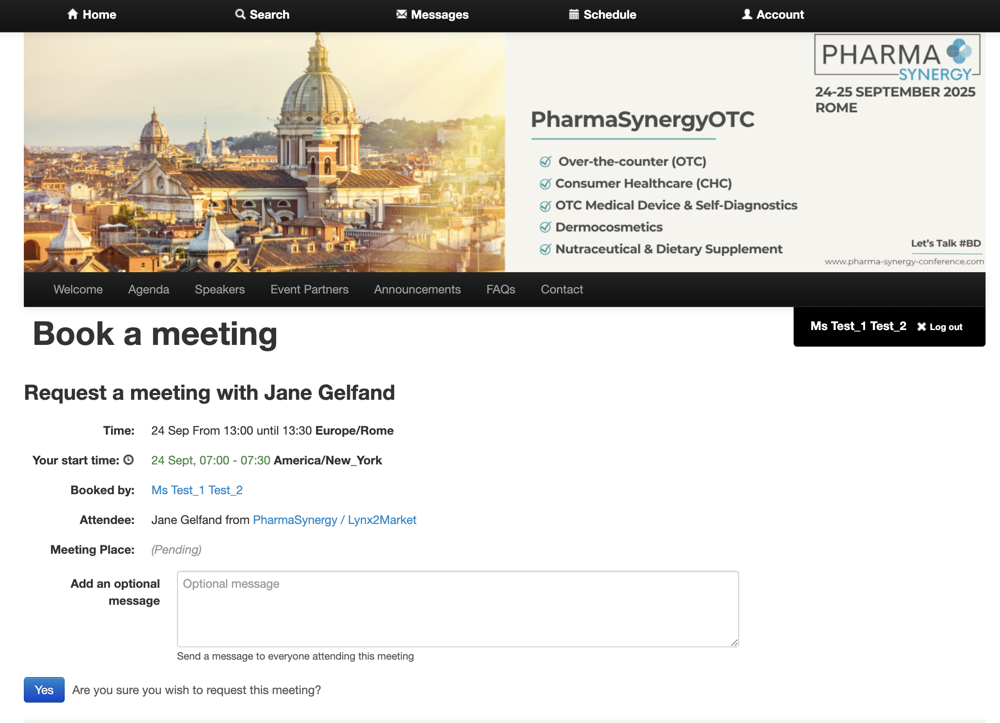 Home Search Messages Schedule Account
PHARMA
SYNERGY
24-25 SEPTEMBER 2025
ROME
PharmaSynergyOTC
Over-the-counter (OTC)
Consumer Healthcare (CHC)
OTC Medical Device & Self-Diagnostics
Dermocosmetics
Nutraceutical & Dietary Supplement
Let's Talk #BD
www.pharma-synergy-conference.com
Welcome Agenda Speakers Event Partners Announcements FAQs Contact
Ms Test_1 Test_2 Log out
Book a meeting
Request a meeting with Jane Gelfand
Time: 24 Sep From 13:00 until 13:30 Europe/Rome
Your start time: 24 Sept, 07:00 - 07:30 America/New_York
Booked by: Ms Test_1 Test_2
Attendee: Jane Gelfand from PharmaSynergy / Lynx2Market
Meeting Place: (Pending)
Add an optional
message
Optional message
Send a message to everyone attending this meeting
Yes Are you sure you wish to request this meeting?